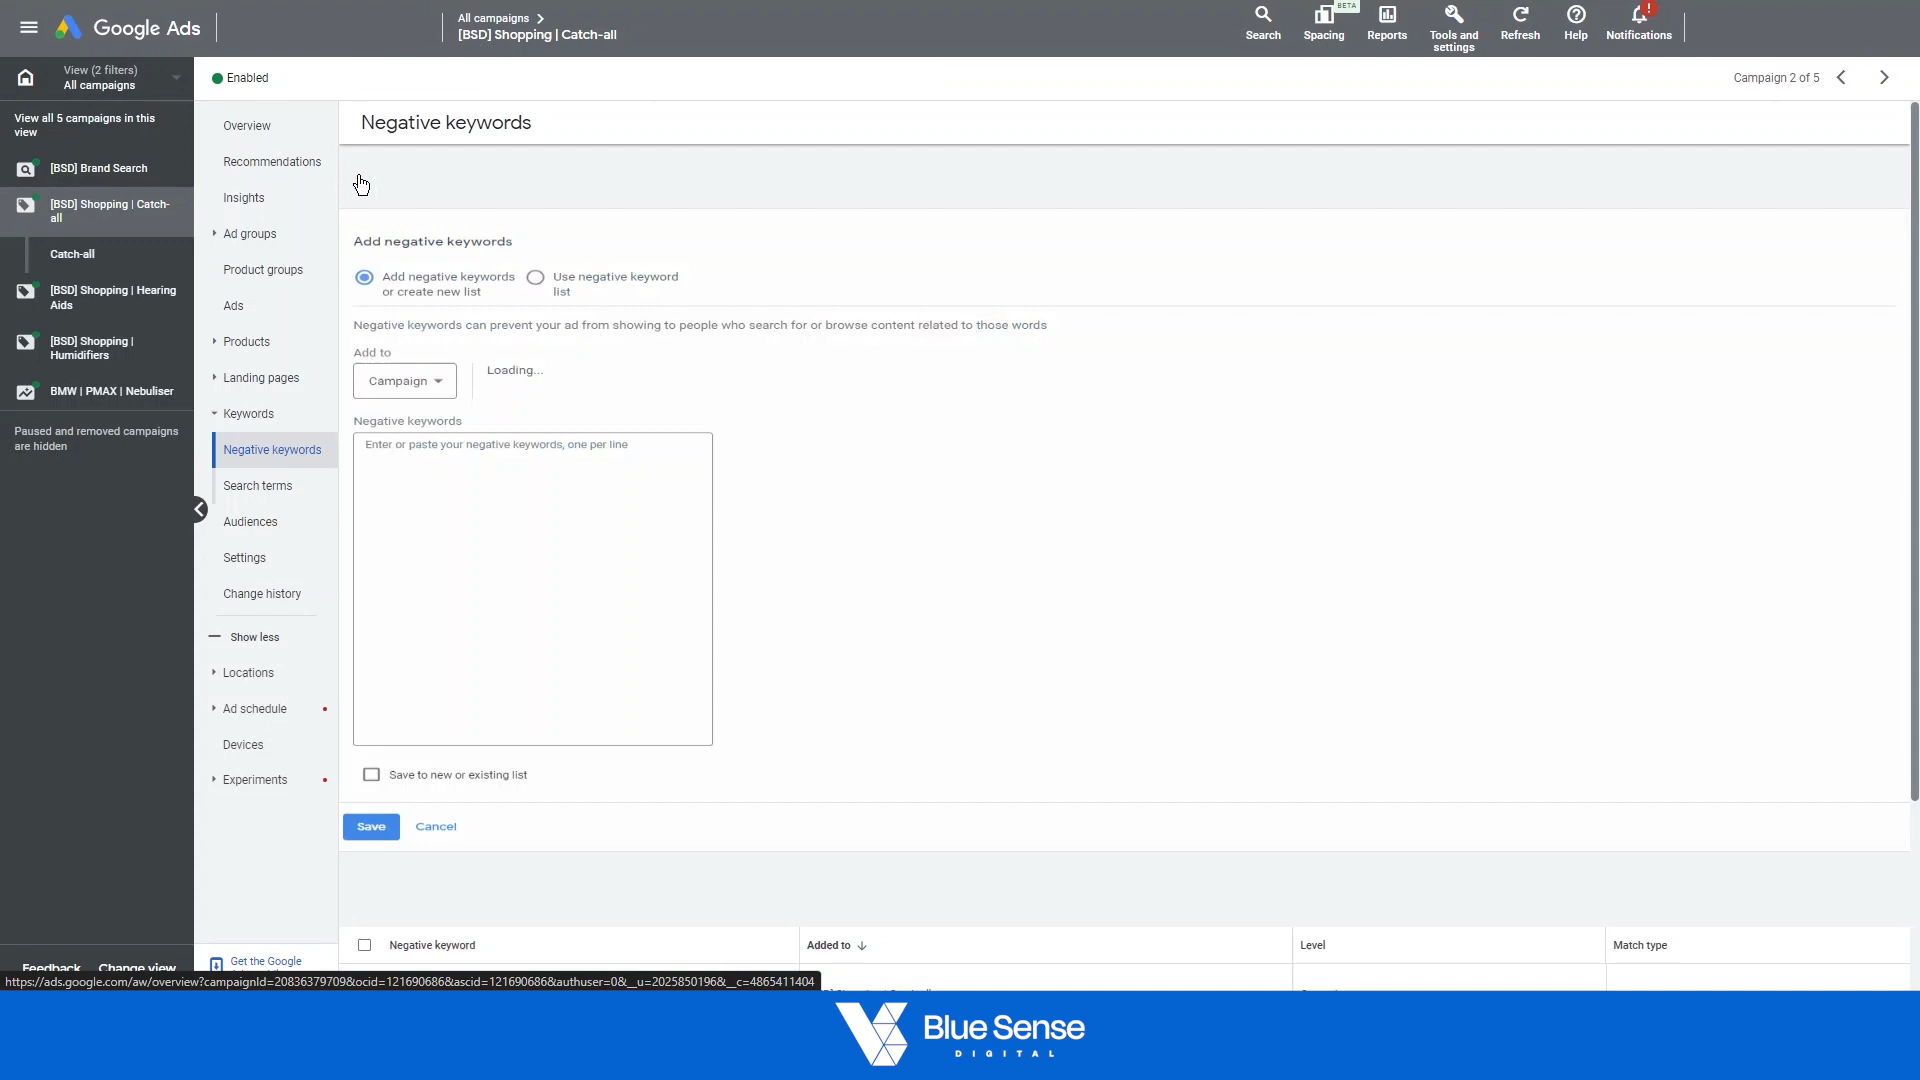 Google Ads
All campaigns
[BSD] Shopping | Catch-all
Search
BETA
Spacing
Reports
Tools and
settings
Refresh
Help
!
Notifications
View (2 filters)
All campaigns
Enabled
Campaign 2 of 5
View all 5 campaigns in this
view
[BSD] Brand Search
[BSD] Shopping | Catch-
all
Catch-all
[BSD] Shopping | Hearing
Aids
[BSD] Shopping |
Humidifiers
BMW | PMAX | Nebuliser
Paused and removed campaigns
are hidden
Feedback Change view
Overview
Recommendations
Insights
Ad groups
Product groups
Ads
Products
Landing pages
Keywords
Negative keywords
Search terms
Audiences
Settings
Change history
Show less
Locations
Ad schedule
Devices
Experiments
Get the Google
Negative keywords
Add negative keywords
Add negative keywords
or create new list
Use negative keyword
list
Negative keywords can prevent your ad from showing to people who search for or browse content related to those words
Add to
Campaign
Loading...
Negative keywords
Enter or paste your negative keywords, one per line
Save to new or existing list
Save
Cancel
Negative keyword
Added to
Level
Match type
https://ads.google.com/aw/overview?campaignId=20836379709&ocid=121690686&ascid=121690686&authuser=0&__u=2025850196&__c=4865411404
Blue Sense
DIGITAL